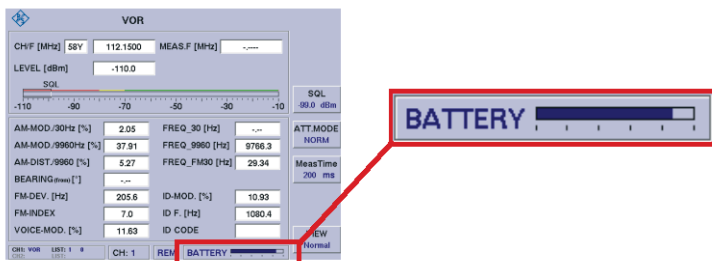 VOR
CH/F [MHz] 58Y 112.1500 MEAS.F [MHz] -.----
LEVEL [dBm] -110.0
SQL
-110 -90 -70 -50 -30 -10
SQL
-99.0 dBm
AM-MOD./30Hz [%] 2.05 FREQ_30 [Hz] -.--
ATT.MODE
NORM
AM-MOD./9960Hz [%] 37.91 FREQ_9960 [Hz] 9766.3
AM-DIST./9960 [%] 5.27 FREQ_FM30 [Hz] 29.34
MeasTime
200 ms
BEARING (from) [°] -.--
FM-DEV. [Hz] 205.6 ID-MOD. [%] 10.93
FM-INDEX 7.0 ID F. [Hz] 1080.4
VOICE-MOD. [%] 11.63 ID CODE
VIEW
Normal
CH1: VOR LIST: 1 0
CH2: LIST:
CH: 1 REM BATTERY
BATTERY